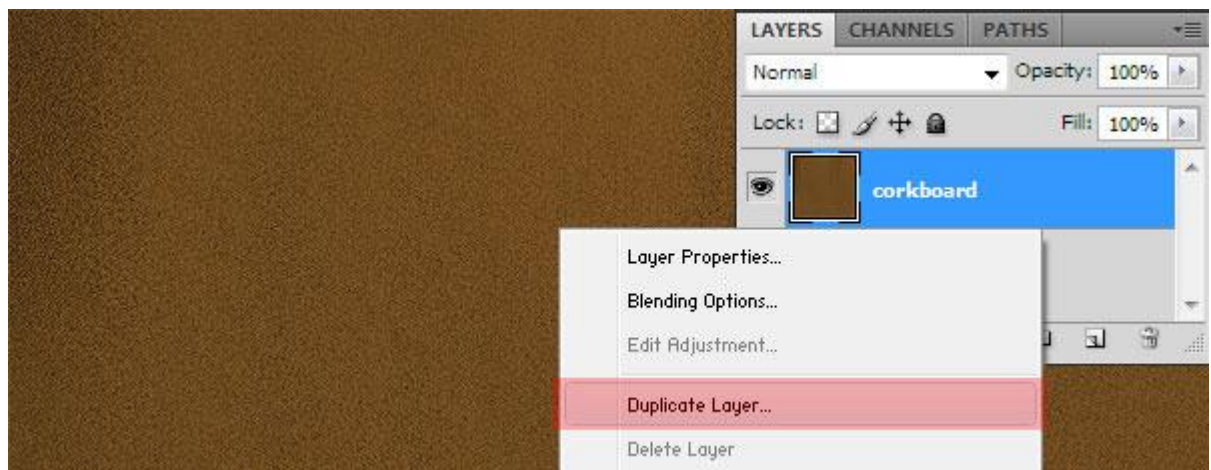 LAYERS CHANNELS PATHS
Normal Opacity: 100%
Lock: Fill: 100%
corkboard
Layer Properties...
Blending Options...
Edit Adjustment...
Duplicate Layer...
Delete Layer